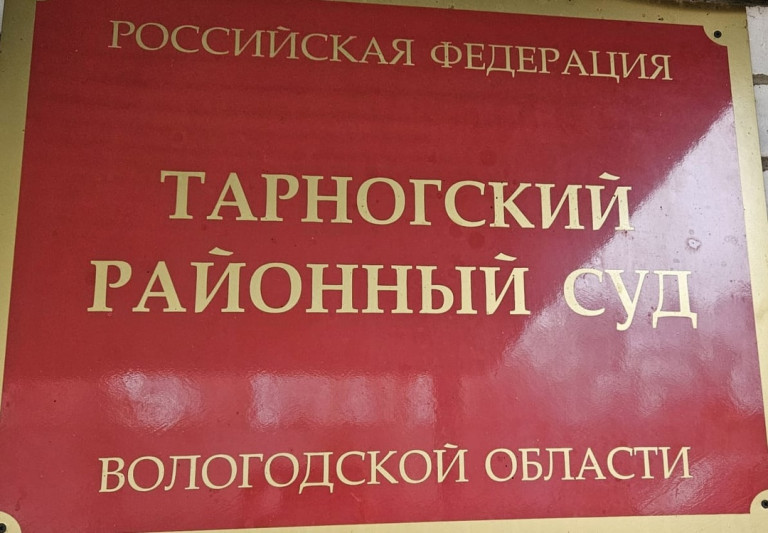 РОССИЙСКАЯ ФЕДЕРАЦИЯ
ТАРНОГСКИЙ
РАЙОННЫЙ СУД
ВОЛОГОДСКОЙ ОБЛАСТИ